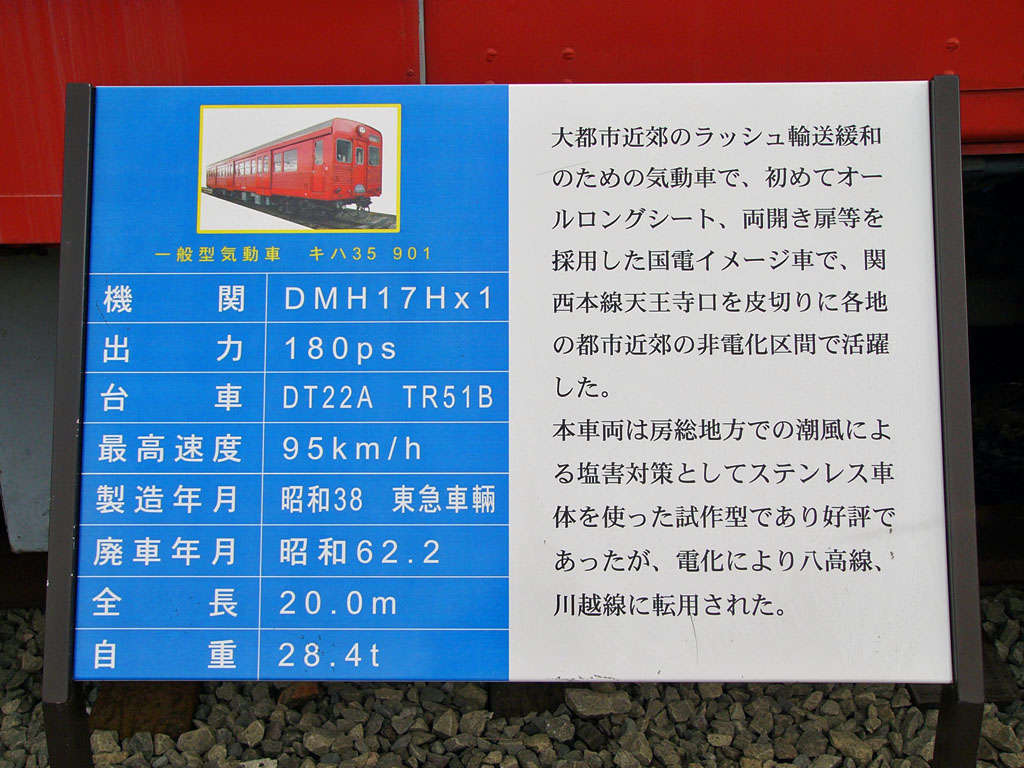 一般型気動車 キハ35 901
機関 DMH17Hx1
出力 180ps
台車 DT22A TR51B
最高速度 95km/h
製造年月 昭和38 東急車輛
廃車年月 昭和62.2
全長 20.0m
自重 28.4t
大都市近郊のラッシュ輸送緩和
のための気動車で、初めてオー
ルロングシート、両開き扉等を
採用した国電イメージ車で、関
西本線天王寺口を皮切りに各地
の都市近郊の非電化区間で活躍
した。
本車両は房総地方での潮風によ
る塩害対策としてステンレス車
体を使った試作型であり好評で
あったが、電化により八高線、
川越線に転用された。